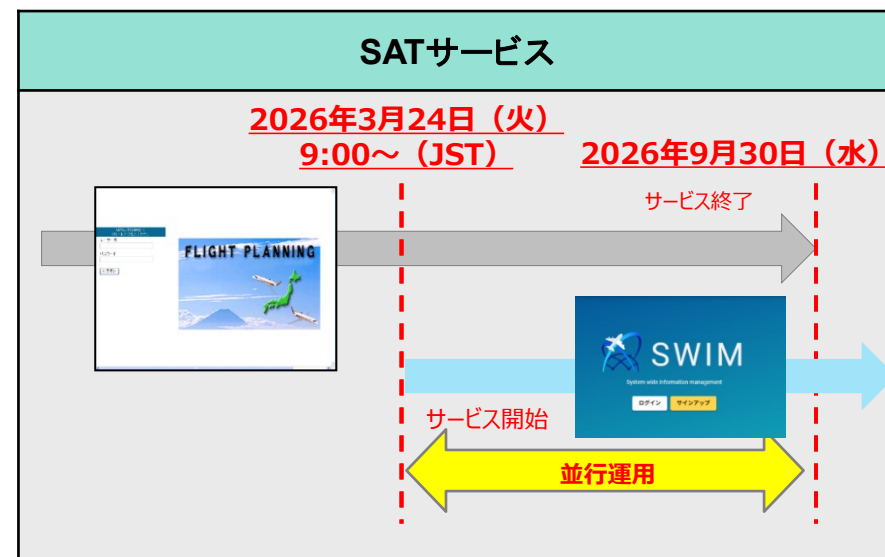 SATサービス
2026年3月24日（火）
9:00～（JST）
2026年9月30日（水）
サービス終了
FLIGHT PLANNING
SWIM
System wide information management
ログイン サインアップ
サービス開始
並行運用